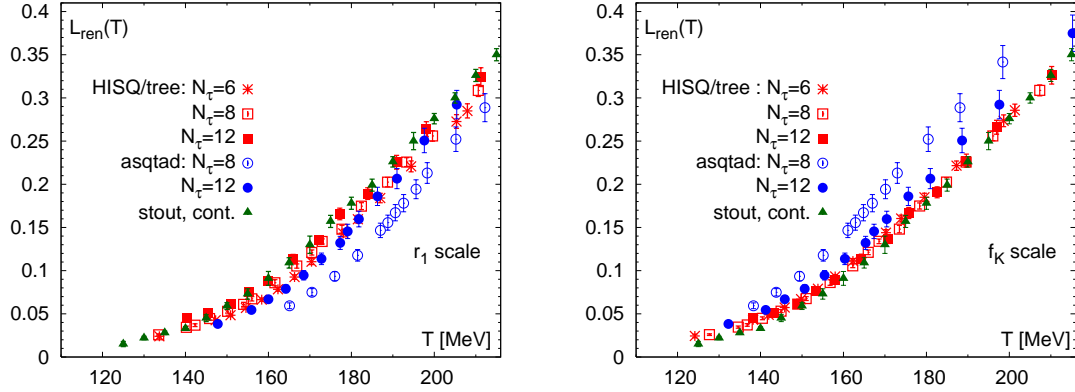 0.4
0.35
0.3
0.25
0.2
0.15
0.1
0.05
0
L_ren(T)
HISQ/tree: N_τ=6
N_τ=8
N_τ=12
asqtad: N_τ=8
N_τ=12
stout, cont.
r_1 scale
T [MeV]
120 140 160 180 200
0.4
0.35
0.3
0.25
0.2
0.15
0.1
0.05
0
L_ren(T)
HISQ/tree : N_τ=6
N_τ=8
N_τ=12
asqtad: N_τ=8
N_τ=12
stout, cont.
f_K scale
T [MeV]
120 140 160 180 200